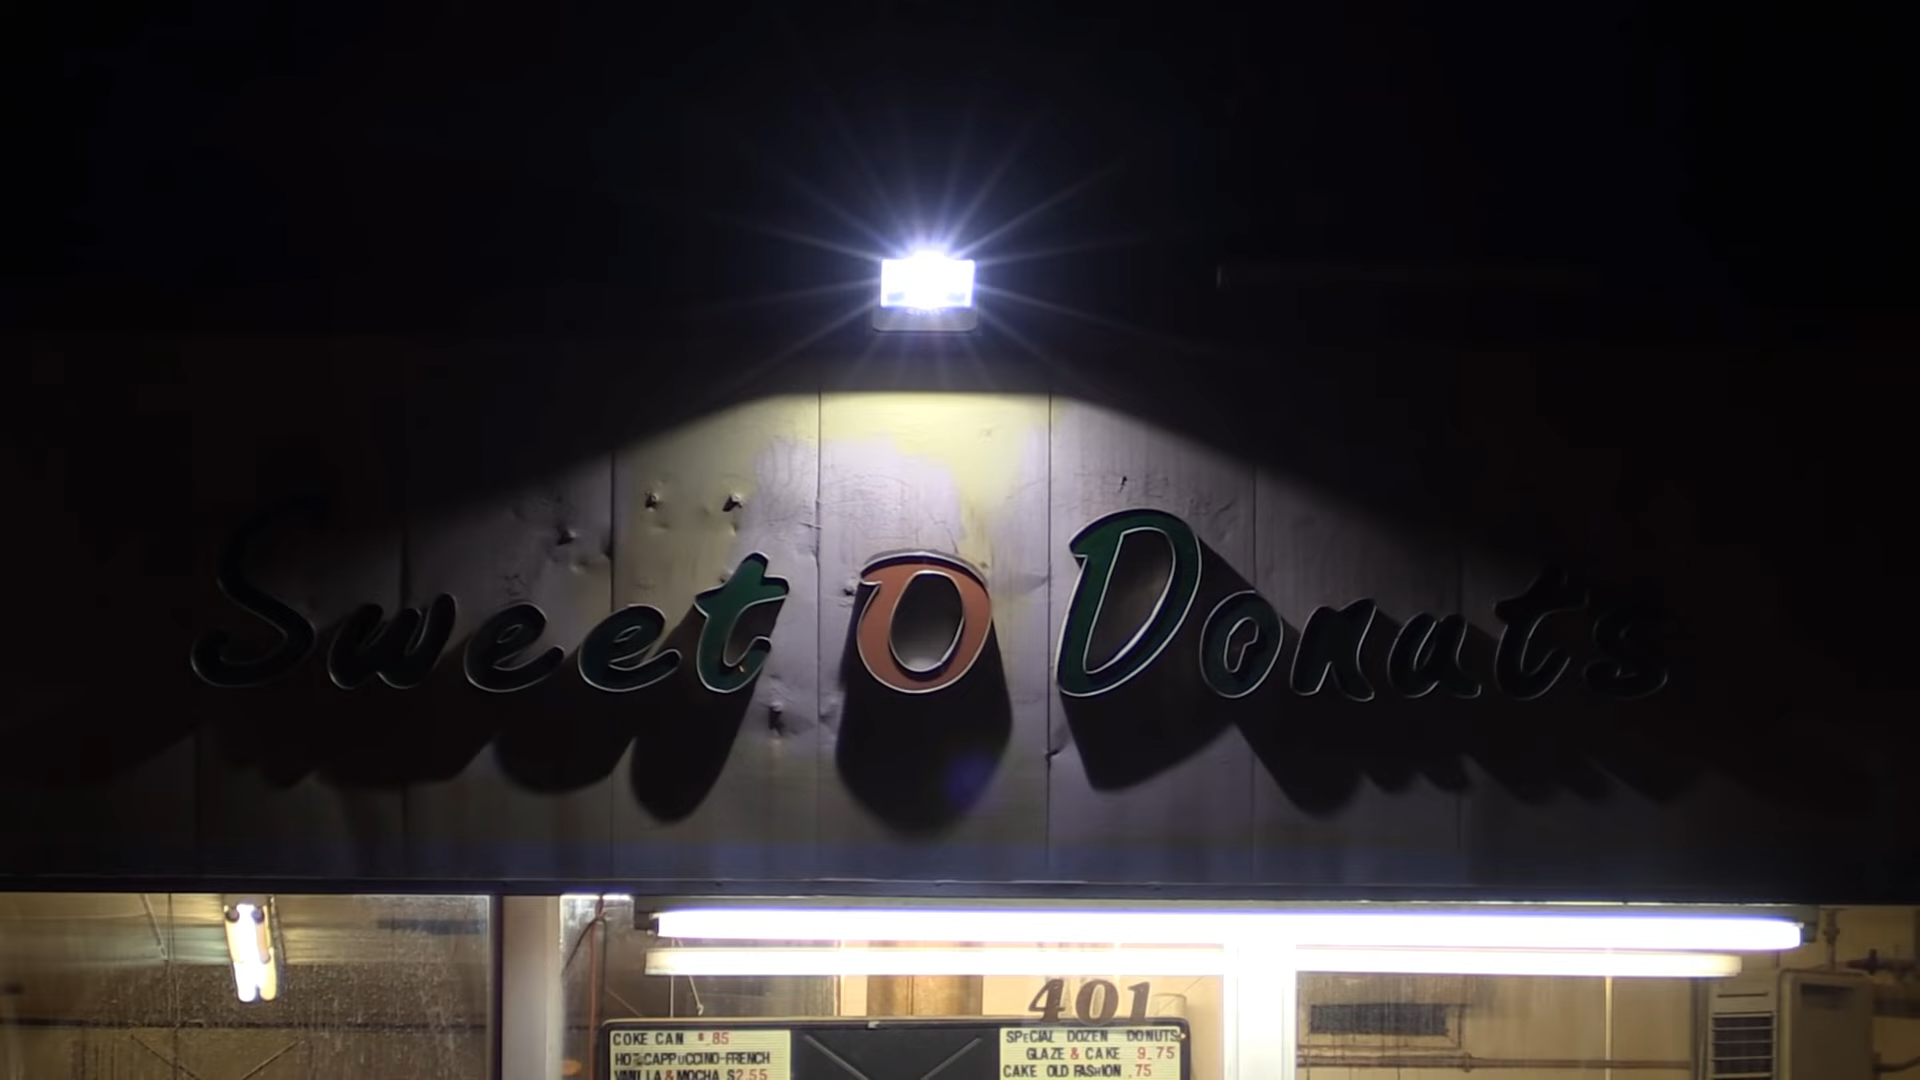 Sweet O Donuts
401
COKE CAN $.85
HOT CAPPUCCINO-FRENCH
VANILLA & MOCHA $2.55
SPECIAL DOZEN DONUTS
GLAZE & CAKE 9.75
CAKE OLD FASHION .75